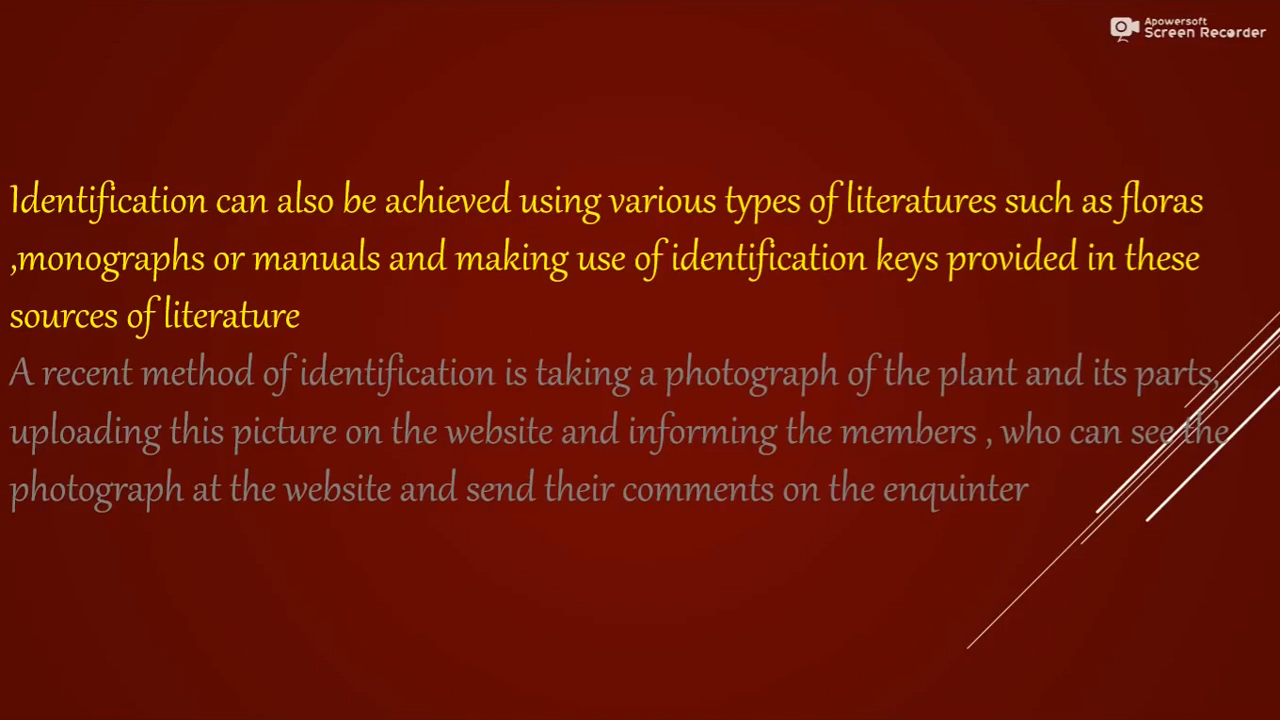 Apowersoft
Screen Recorder
Identification can also be achieved using various types of literatures such as floras
,monographs or manuals and making use of identification keys provided in these
sources of literature
A recent method of identification is taking a photograph of the plant and its parts,
uploading this picture on the website and informing the members , who can see the
photograph at the website and send their comments on the enquinter